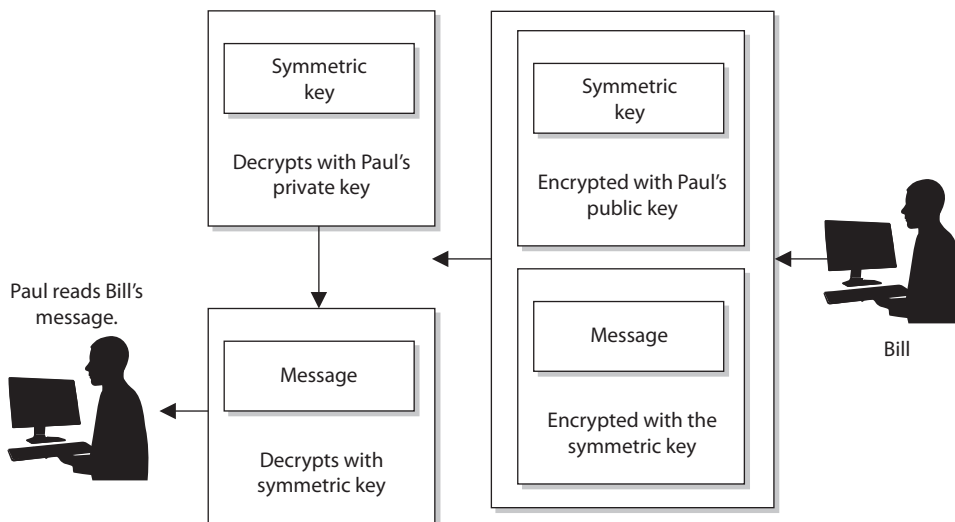 Symmetric
key
Decrypts with Paul's
private key
Symmetric
key
Encrypted with Paul's
public key
Paul reads Bill's
message.
Message
Decrypts with
symmetric key
Message
Encrypted with the
symmetric key
Bill